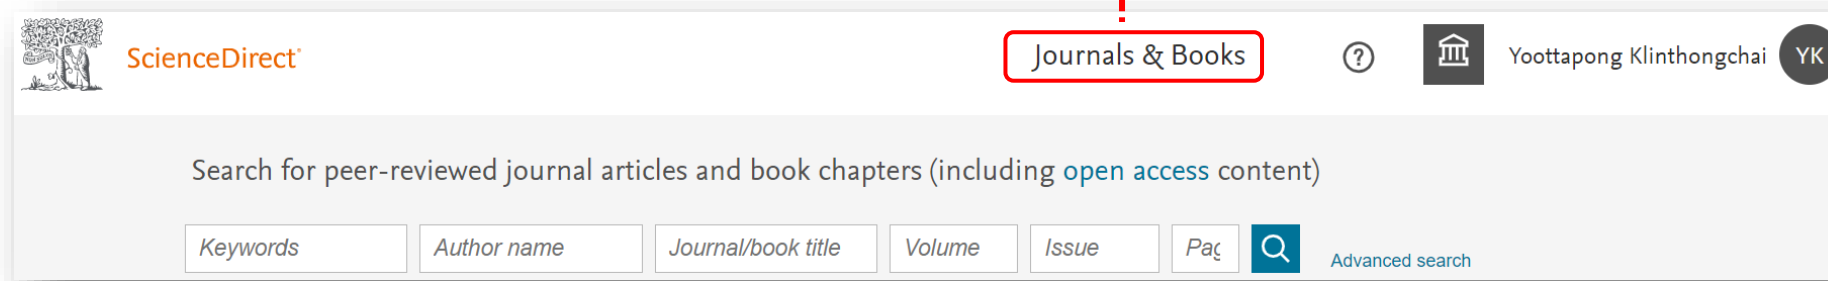 ScienceDirect
Journals & Books
?
Yoottapong Klinthongchai
YK
Search for peer-reviewed journal articles and book chapters (including open access content)
Keywords
Author name
Journal/book title
Volume
Issue
Pag
Advanced search